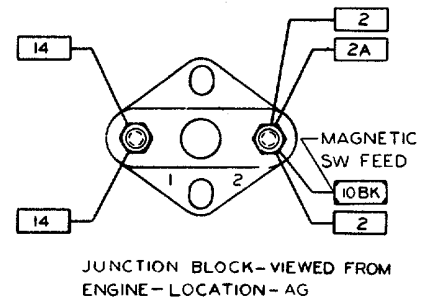 2
14
2A
MAGNETIC
SW FEED
1 2
10BK
14
2
JUNCTION BLOCK-VIEWED FROM
ENGINE-LOCATION-AG